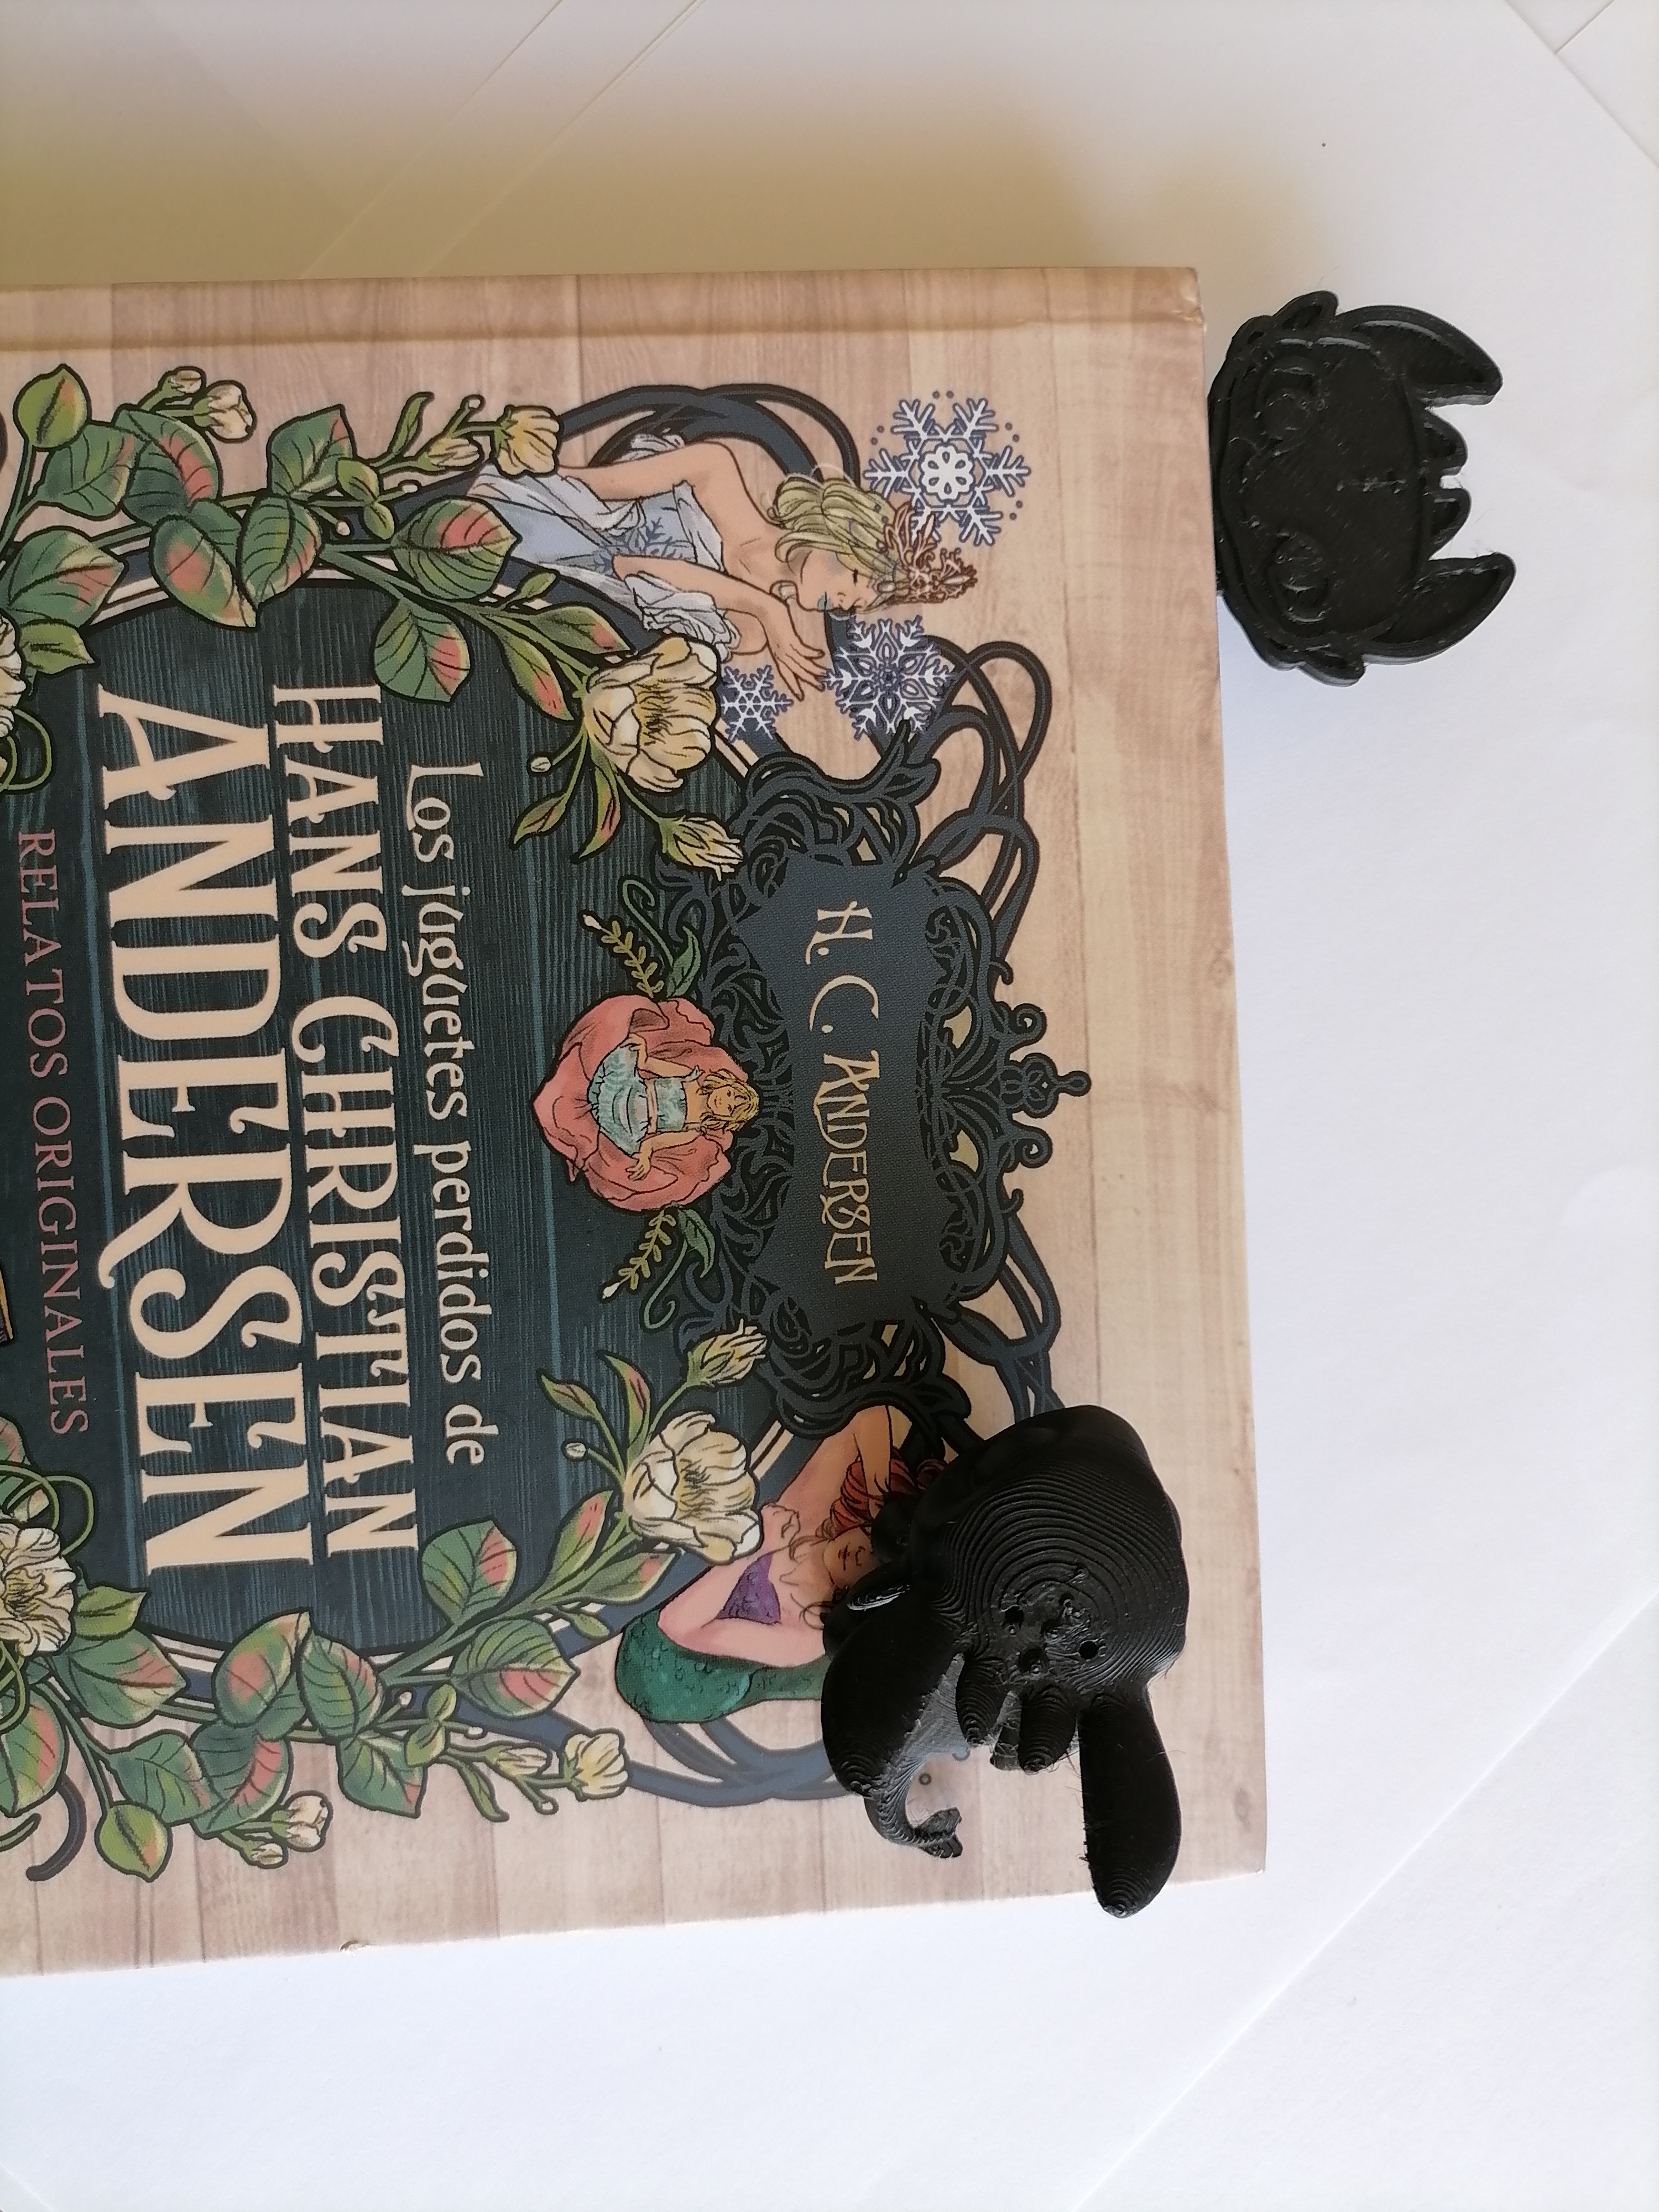 H. C. ANDERSEN
Los juguetes perdidos de
HANS CHRISTIAN
ANDERSEN
RELATOS ORIGINALES